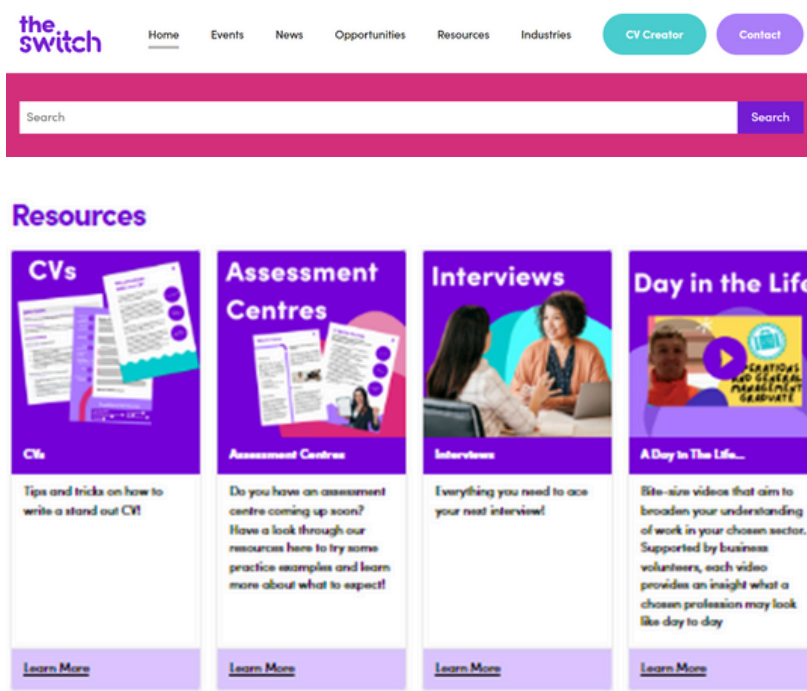 the
switch
Home
Events
News
Opportunities
Resources
Industries
CV Creator
Contact
Search
Search
Resources
CVs
CVs
Tips and tricks on how to
write a stand out CV!
Learn More
Assessment
Centres
Assessment Centres
Do you have an assessment
centre coming up soon?
Have a look through our
resources here to try some
practice examples and learn
more about what to expect!
Learn More
Interviews
Interviews
Everything you need to ace
your next interview!
Learn More
Day in the Life
OPERATIONS
AND GENERAL
MANAGEMENT
GRADUATE
A Day in The Life...
Bite-size videos that aim to
broaden your understanding
of work in your chosen sector.
Supported by business
volunteers, each video
provides an insight what a
chosen profession may look
like day to day
Learn More